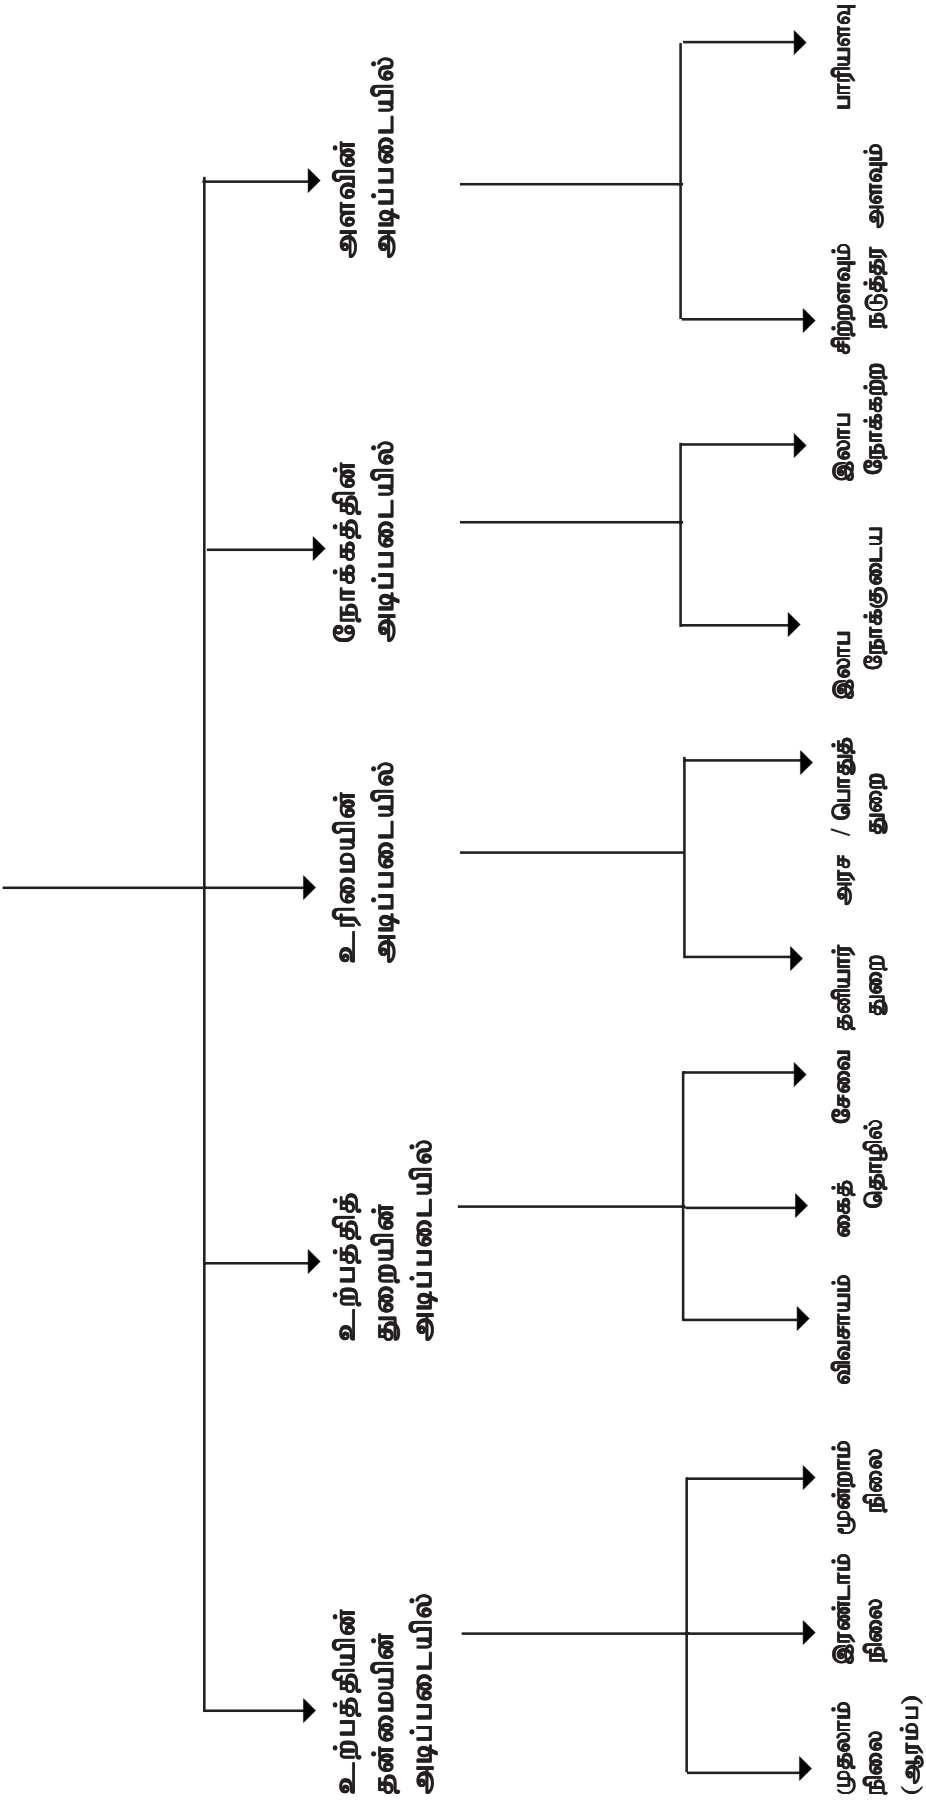 உற்பத்தியின்
தன்மையின்
அடிப்படையில்
உற்பத்தித்
துறையின்
அடிப்படையில்
உரிமையின்
அடிப்படையில்
நோக்கத்தின்
அடிப்படையில்
அளவின்
அடிப்படையில்
முதலாம்
நிலை
(ஆரம்ப)
இரண்டாம்
நிலை
மூன்றாம்
நிலை
விவசாயம்
கைத்
தொழில்
சேவை
தனியார்
துறை
அரச / பொதுத்
துறை
இலாப
நோக்குடைய
இலாப
நோக்கற்ற
சிற்றளவும்
நடுத்தர அளவும்
பாரியளவு